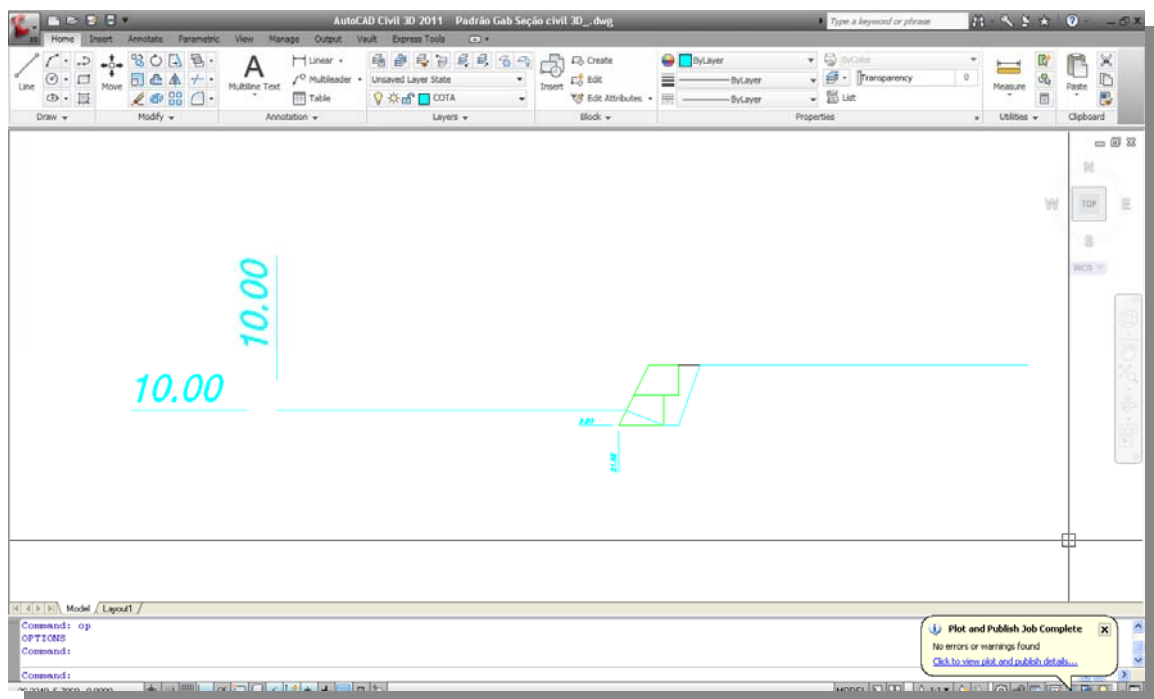 AutoCAD Civil 3D 2011 Padrão Gab Seção civil 3D_.dwg Type a keyword or phrase
Home Insert Annotate Parametric View Manage Output Vault Express Tools
Line Move Multiline Text Linear Multileader Table Unsaved Layer State COTA Insert Create Edit Edit Attributes ByLayer ByLayer ByLayer ByColor Transparency 0 List Measure Paste
Draw Modify Annotation Layers Block Properties Utilities Clipboard
N
W TOP E
S
WCS
10.00
10.00
Model Layout1
Command: op
OPTIONS
Command:
Command:
Plot and Publish Job Complete
No errors or warnings found
Click to view plot and publish details...